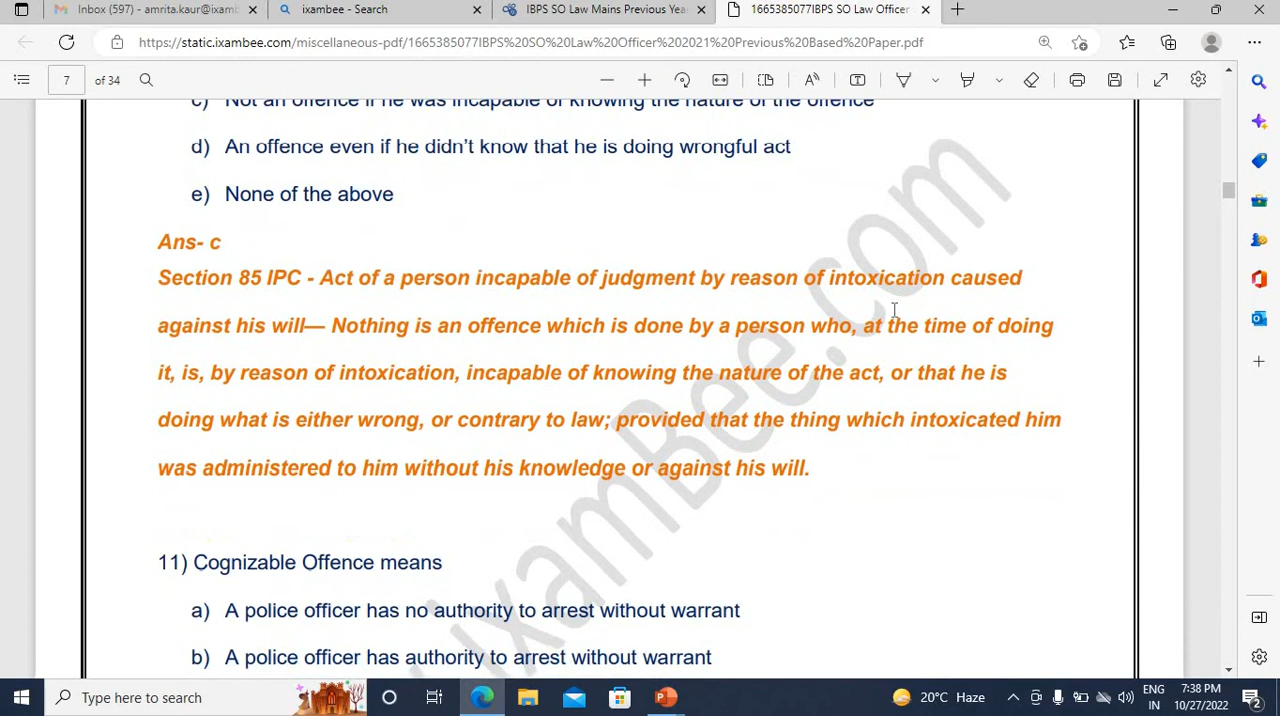 Inbox (597) - amrita.kaur@ixamb
ixambee - Search
IBPS SO Law Mains Previous Yea
1665385077IBPS SO Law Officer
https://static.ixambee.com/miscellaneous-pdf/1665385077IBPS%20SO%20Law%20Officer%202021%20Previous%20Based%20Paper.pdf
7 of 34
c) Not an offence if he was incapable of knowing the nature of the offence
d) An offence even if he didn't know that he is doing wrongful act
e) None of the above
Ans- c
Section 85 IPC - Act of a person incapable of judgment by reason of intoxication caused
against his will— Nothing is an offence which is done by a person who, at the time of doing
it, is, by reason of intoxication, incapable of knowing the nature of the act, or that he is
doing what is either wrong, or contrary to law; provided that the thing which intoxicated him
was administered to him without his knowledge or against his will.
11) Cognizable Offence means
a) A police officer has no authority to arrest without warrant
b) A police officer has authority to arrest without warrant
ixamBee.com
Type here to search
20°C Haze
ENG
IN
7:38 PM
10/27/2022
2